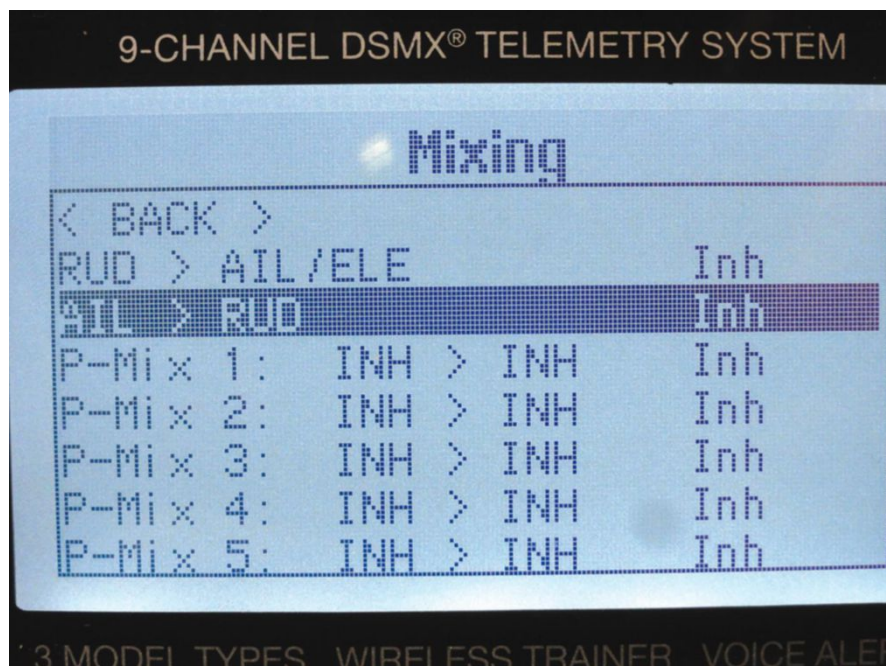 9-CHANNEL DSMX® TELEMETRY SYSTEM
Mixing
< BACK >
RUD > AIL/ELE Inh
AIL > RUD Inh
P-Mix 1: INH > INH Inh
P-Mix 2: INH > INH Inh
P-Mix 3: INH > INH Inh
P-Mix 4: INH > INH Inh
P-Mix 5: INH > INH Inh
3 MODEL TYPES WIRELESS TRAINER VOICE